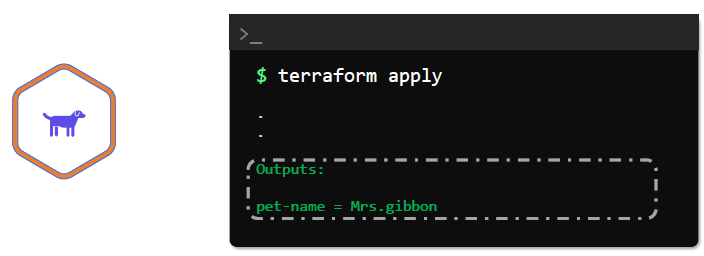 >_
$ terraform apply
.
.
Outputs:
pet-name = Mrs.gibbon